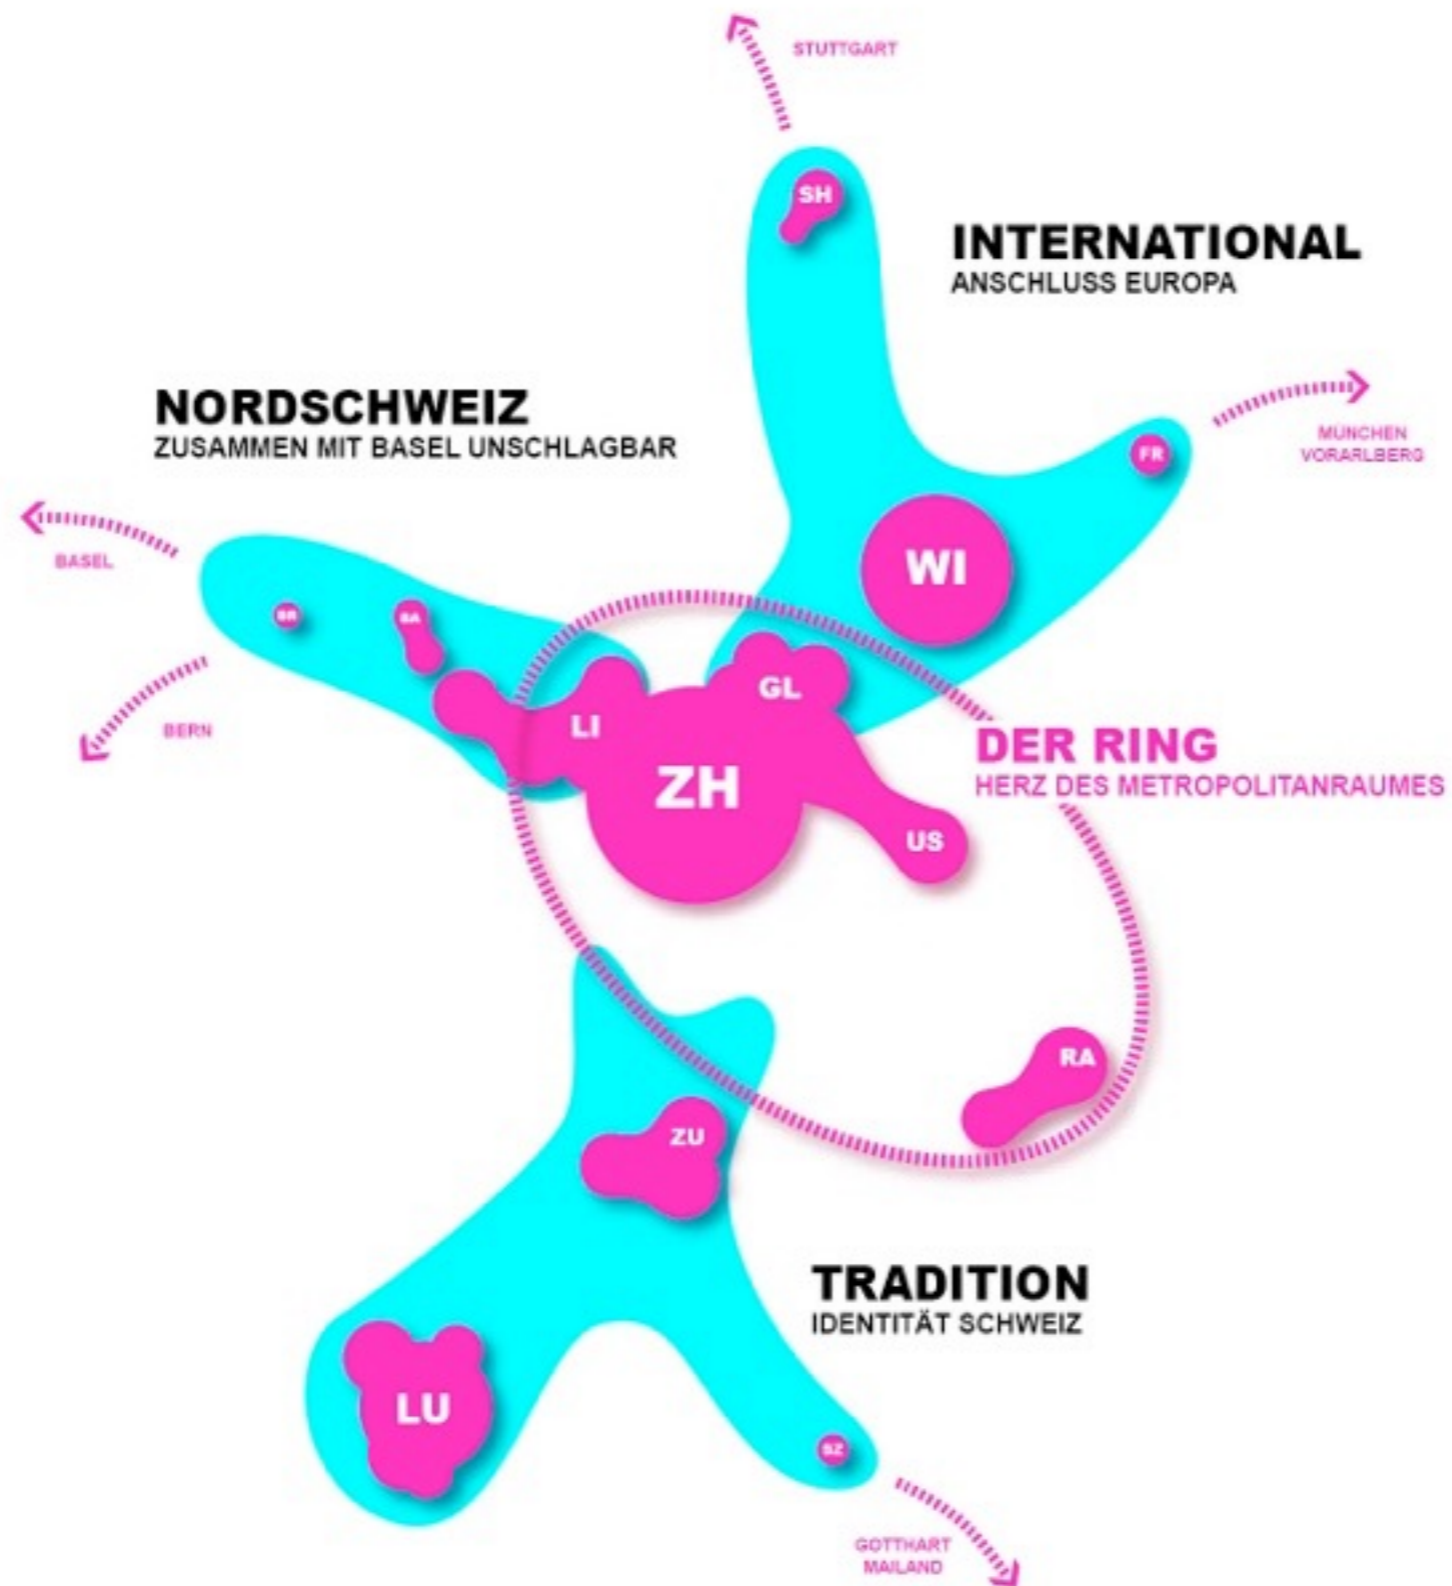 STUTTGART
SH
INTERNATIONAL
ANSCHLUSS EUROPA
NORDSCHWEIZ
ZUSAMMEN MIT BASEL UNSCHLAGBAR
MÜNCHEN
VORARLBERG
FR
BASEL
WI
BR
BA
BERN
GL
LI
DER RING
HERZ DES METROPOLITANRAUMES
ZH
US
RA
ZU
TRADITION
IDENTITÄT SCHWEIZ
LU
SZ
GOTTHART
MAILAND